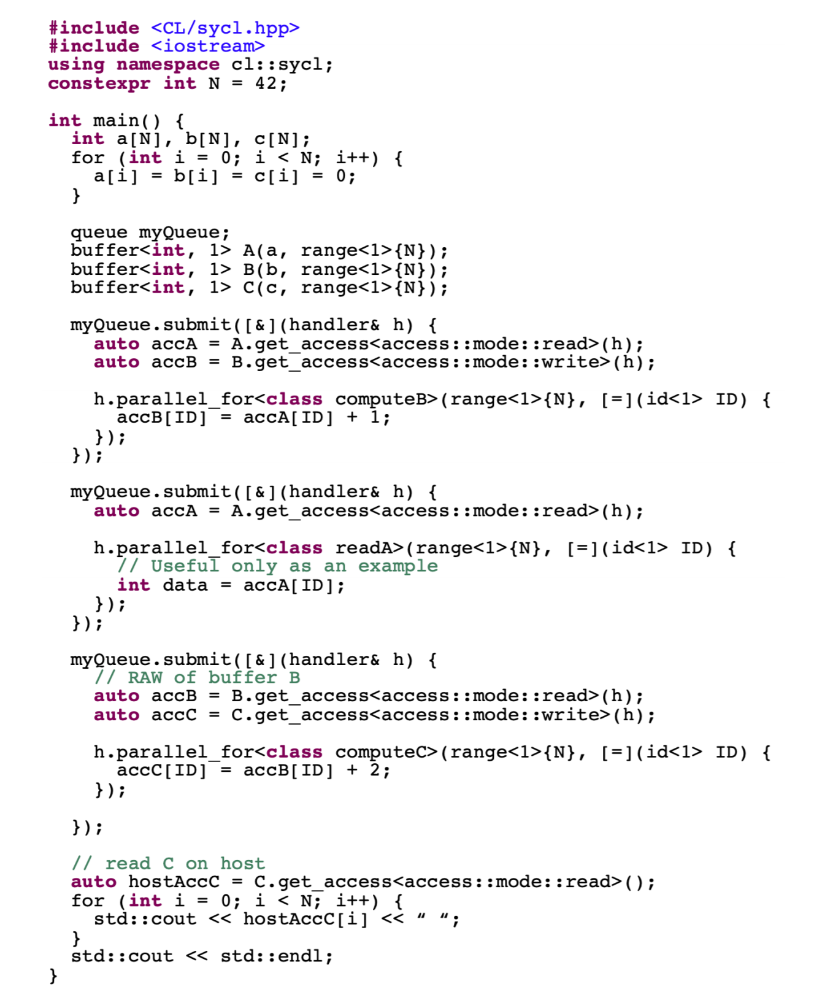 #include <CL/sycl.hpp>
#include <iostream>
using namespace cl::sycl;
constexpr int N = 42;

int main() {
  int a[N], b[N], c[N];
  for (int i = 0; i < N; i++) {
    a[i] = b[i] = c[i] = 0;
  }

  queue myQueue;
  buffer<int, 1> A(a, range<1>{N});
  buffer<int, 1> B(b, range<1>{N});
  buffer<int, 1> C(c, range<1>{N});

  myQueue.submit([&](handler& h) {
    auto accA = A.get_access<access::mode::read>(h);
    auto accB = B.get_access<access::mode::write>(h);

    h.parallel_for<class computeB>(range<1>{N}, [=](id<1> ID) {
      accB[ID] = accA[ID] + 1;
    });
  });

  myQueue.submit([&](handler& h) {
    auto accA = A.get_access<access::mode::read>(h);

    h.parallel_for<class readA>(range<1>{N}, [=](id<1> ID) {
      // Useful only as an example
      int data = accA[ID];
    });
  });

  myQueue.submit([&](handler& h) {
    // RAW of buffer B
    auto accB = B.get_access<access::mode::read>(h);
    auto accC = C.get_access<access::mode::write>(h);

    h.parallel_for<class computeC>(range<1>{N}, [=](id<1> ID) {
      accC[ID] = accB[ID] + 2;
    });

  });

  // read C on host
  auto hostAccC = C.get_access<access::mode::read>();
  for (int i = 0; i < N; i++) {
    std::cout << hostAccC[i] << “ “;
  }
  std::cout << std::endl;
}